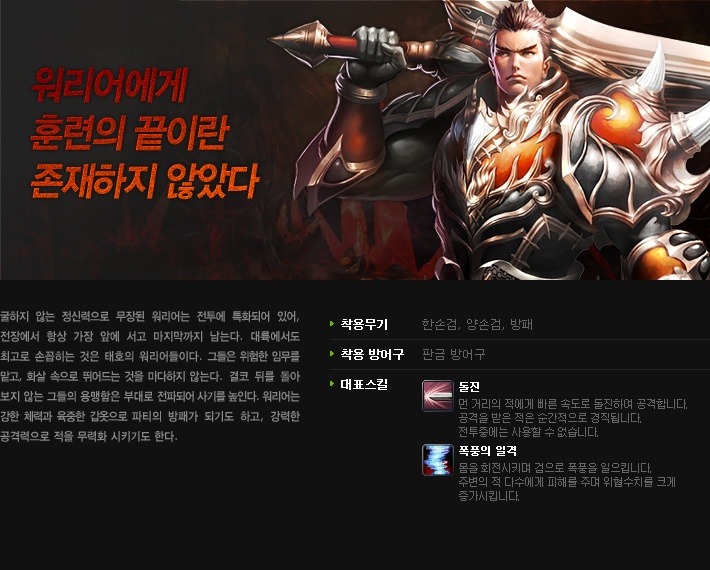 워리어에게
훈련의 끝이란
존재하지 않았다
굴하지 않는 정신력으로 무장된 워리어는 전투에 특화되어 있어,
전장에서 항상 가장 앞에 서고 마지막까지 남는다. 대륙에서도
최고로 손꼽히는 것은 태호의 워리어들이다. 그들은 위험한 임무를
맡고, 화살 속으로 뛰어드는 것을 마다하지 않는다. 결코 뒤를 돌아
보지 않는 그들의 용맹함은 부대로 전파되어 사기를 높인다. 워리어는
강한 체력과 육중한 갑옷으로 파티의 방패가 되기도 하고, 강력한
공격력으로 적을 무력화 시키기도 한다.
착용무기 한손검, 양손검, 방패
착용 방어구 판금 방어구
대표스킬
돌진
먼 거리의 적에게 빠른 속도로 돌진하여 공격합니다.
공격을 받은 적은 순간적으로 경직됩니다.
전투중에는 사용할 수 없습니다.
폭풍의 일격
몸을 회전시키며 검으로 폭풍을 일으킵니다.
주변의 적 다수에게 피해를 주며 위협수치를 크게
증가시킵니다.